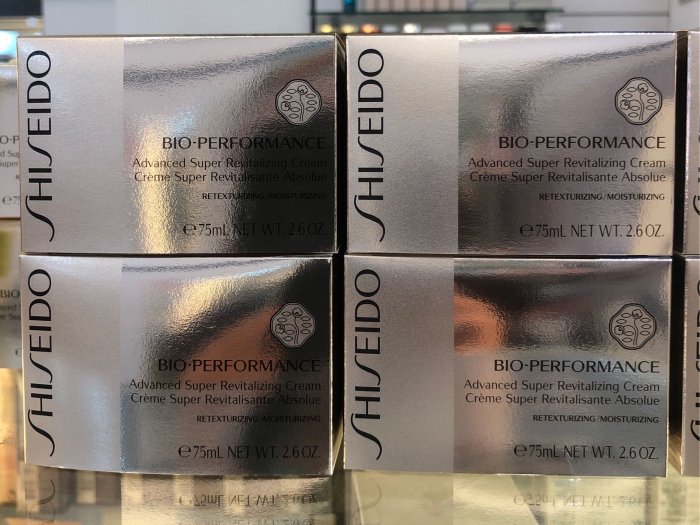 SHISEIDO
BIO-PERFORMANCE
Advanced Super Revitalizing Cream
Crème Super Revitalisante Absolue
RETEXTURIZING/MOISTURIZING
℮75mL NET WT. 2.6 OZ.
SHISEIDO
BIO-PERFORMANCE
Advanced Super Revitalizing Cream
Crème Super Revitalisante Absolue
RETEXTURIZING/MOISTURIZING
℮75mL NET WT. 2.6 OZ.
SHISEIDO
BIO-PERFORMANCE
Advanced Super Revitalizing Cream
Crème Super Revitalisante Absolue
RETEXTURIZING/MOISTURIZING
℮75mL NET WT. 2.6 OZ.
SHISEIDO
BIO-PERFORMANCE
Advanced Super Revitalizing Cream
Crème Super Revitalisante Absolue
RETEXTURIZING/MOISTURIZING
℮75mL NET WT. 2.6 OZ.